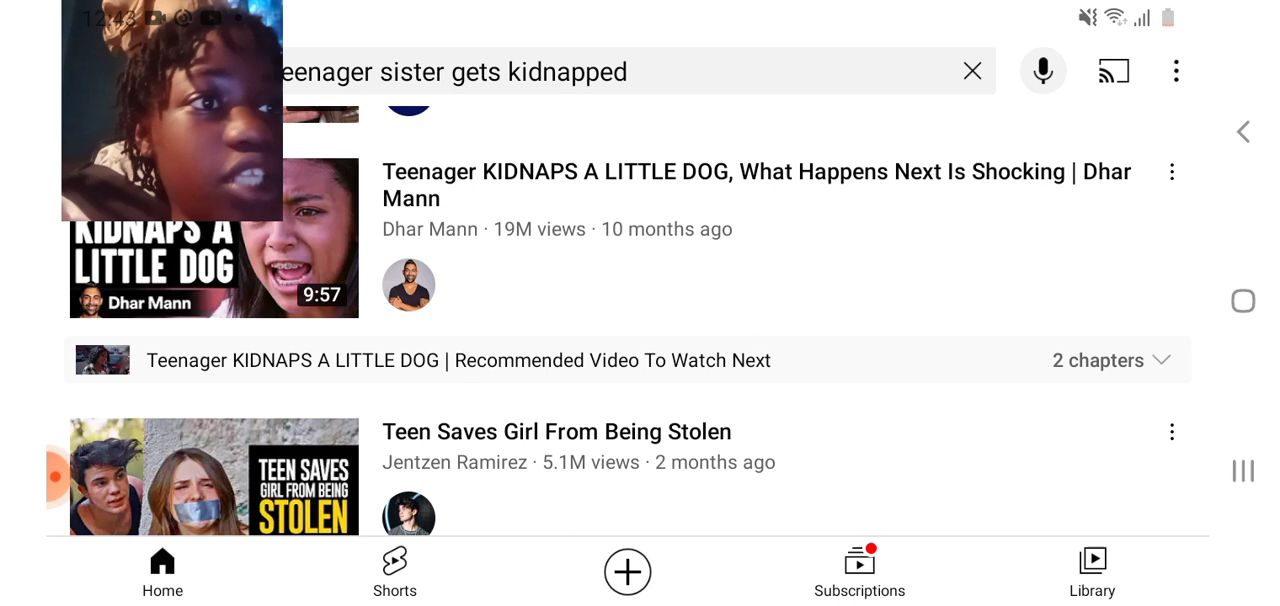 12:43
eenager sister gets kidnapped
Teenager KIDNAPS A LITTLE DOG, What Happens Next Is Shocking | Dhar
Mann
Dhar Mann · 19M views · 10 months ago
KIDNAPS A
LITTLE DOG
Dhar Mann
9:57
Teenager KIDNAPS A LITTLE DOG | Recommended Video To Watch Next
2 chapters
Teen Saves Girl From Being Stolen
Jentzen Ramirez · 5.1M views · 2 months ago
TEEN SAVES
GIRL FROM BEING
STOLEN
Home
Shorts
Subscriptions
Library